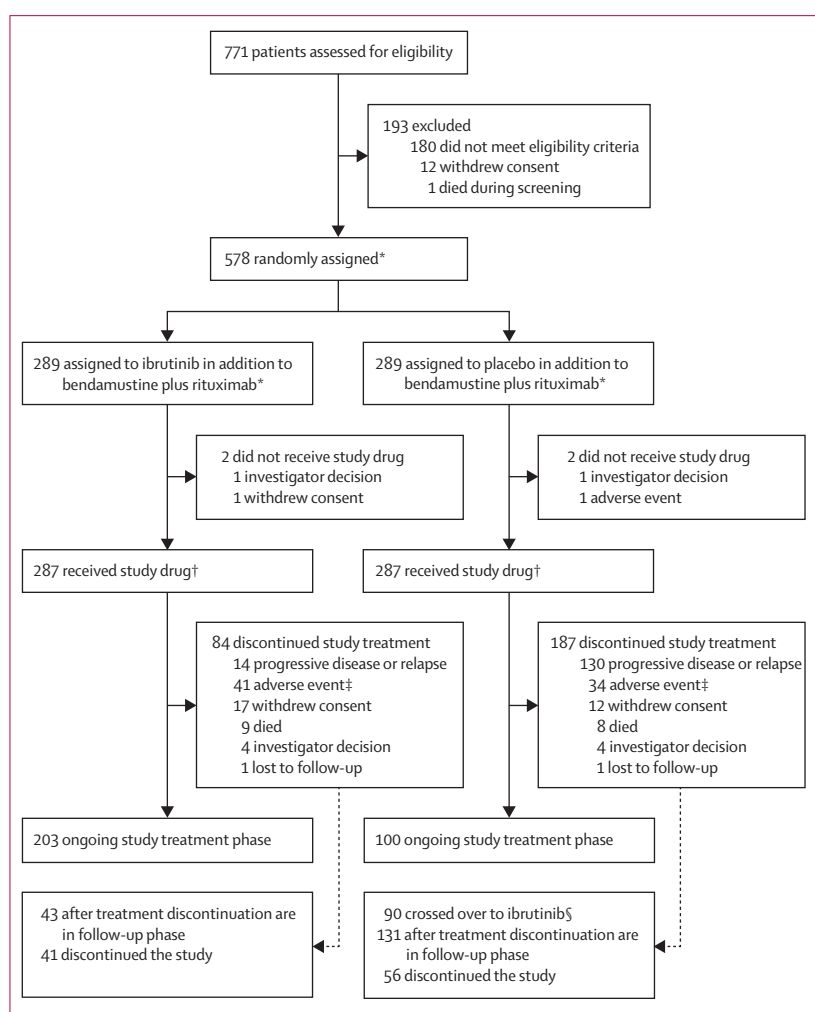 771 patients assessed for eligibility
193 excluded
180 did not meet eligibility criteria
12 withdrew consent
1 died during screening
578 randomly assigned*
289 assigned to ibrutinib in addition to
bendamustine plus rituximab*
289 assigned to placebo in addition to
bendamustine plus rituximab*
2 did not receive study drug
1 investigator decision
1 withdrew consent
2 did not receive study drug
1 investigator decision
1 adverse event
287 received study drug†
287 received study drug†
84 discontinued study treatment
14 progressive disease or relapse
41 adverse event‡
17 withdrew consent
9 died
4 investigator decision
1 lost to follow-up
187 discontinued study treatment
130 progressive disease or relapse
34 adverse event‡
12 withdrew consent
8 died
4 investigator decision
1 lost to follow-up
203 ongoing study treatment phase
100 ongoing study treatment phase
43 after treatment discontinuation are
in follow-up phase
41 discontinued the study
90 crossed over to ibrutinib§
131 after treatment discontinuation are
in follow-up phase
56 discontinued the study